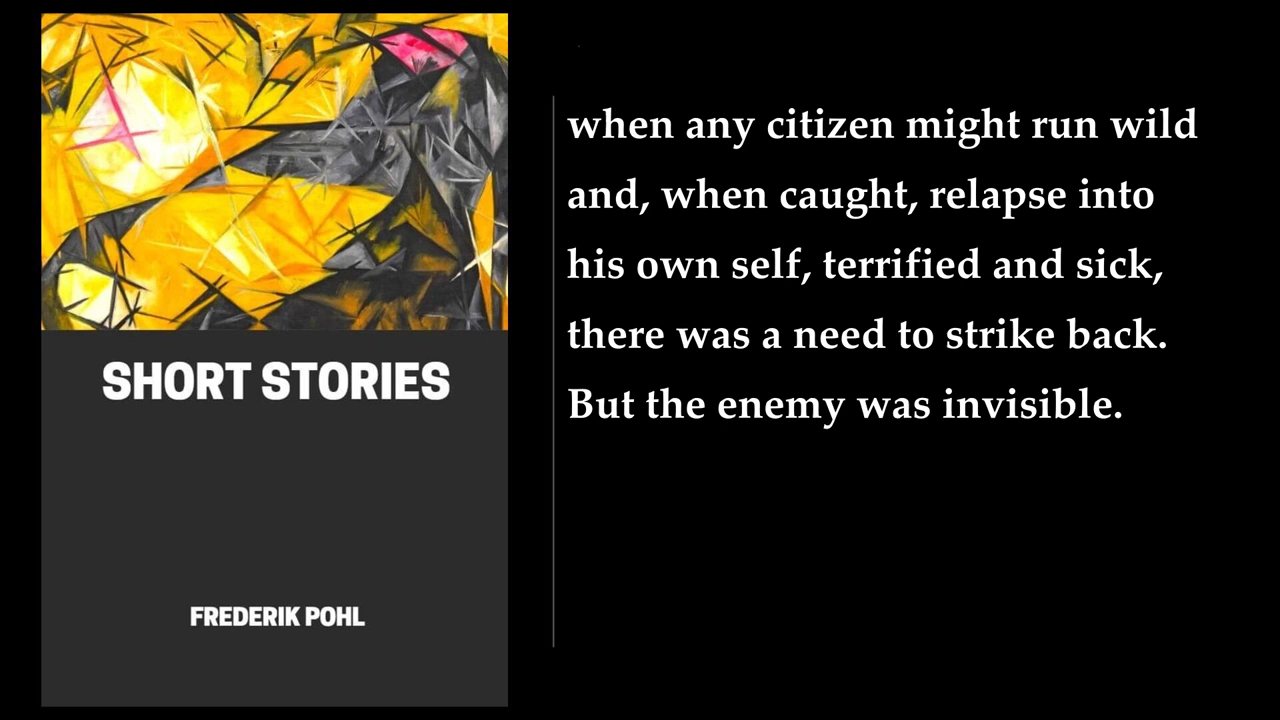 SHORT STORIES
FREDERIK POHL
when any citizen might run wild
and, when caught, relapse into
his own self, terrified and sick,
there was a need to strike back.
But the enemy was invisible.